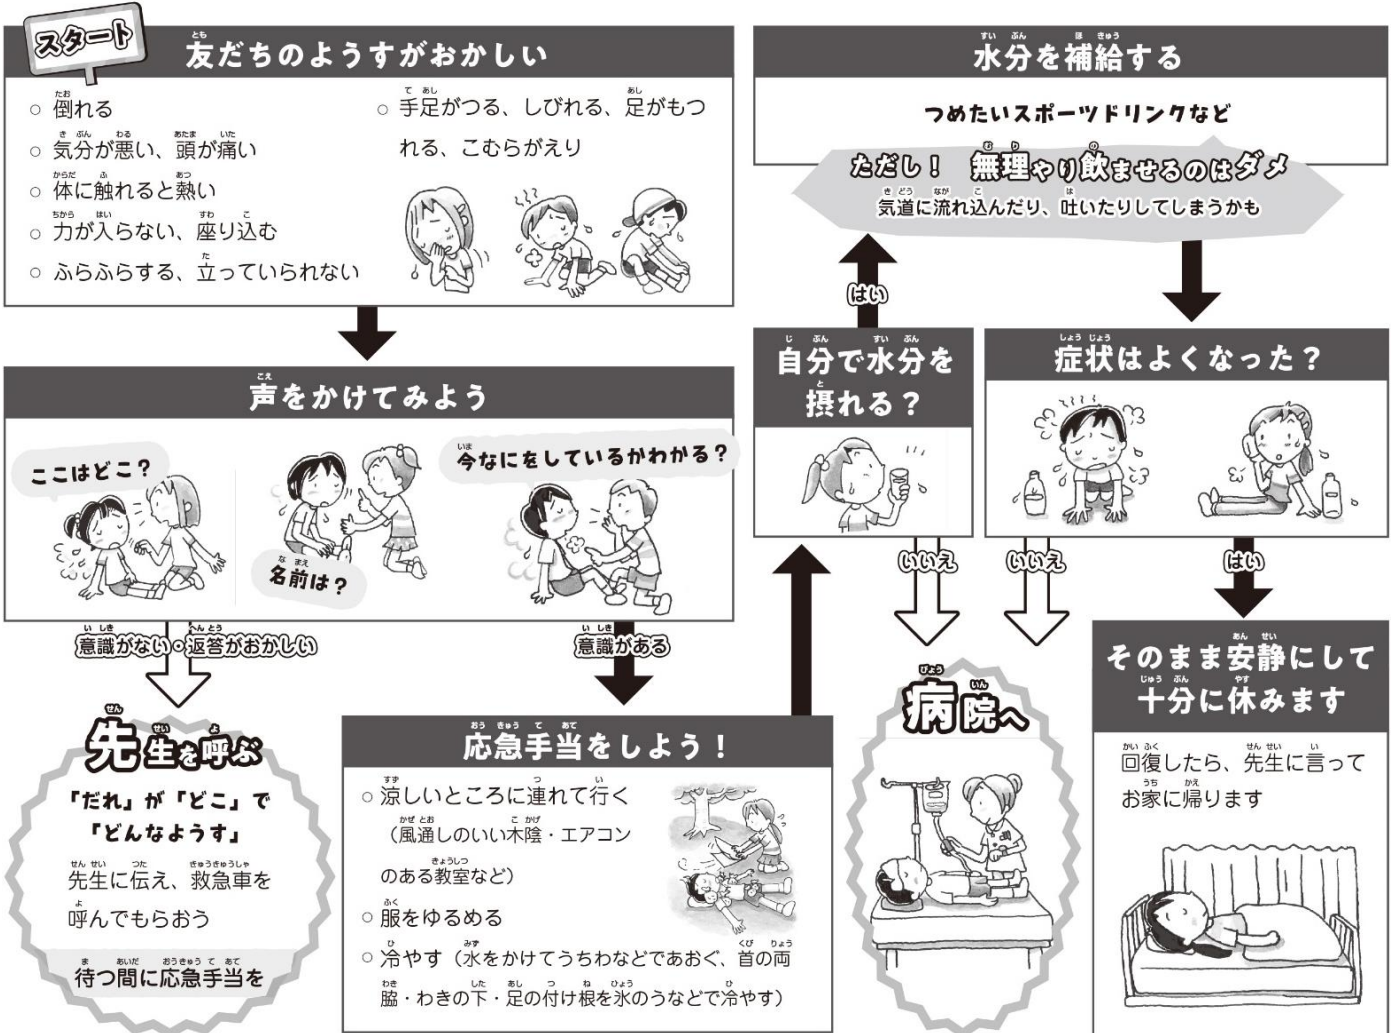 スタート
友だちのようすがおかしい
○ 倒れる
○ 気分が悪い、頭が痛い
○ 体に触れると熱い
○ 力が入らない、座り込む
○ ふらふらする、立っていられない
○ 手足がつる、しびれる、足がもつ
れる、こむらがえり
声をかけてみよう
ここはどこ？
名前は？
今なにをしているかわかる？
意識がない・返答がおかしい
意識がある
先生を呼ぶ
「だれ」が「どこ」で
「どんなようす」
先生に伝え、救急車を
呼んでもらおう
待つ間に応急手当を
応急手当をしよう！
○ 涼しいところに連れて行く
（風通しのいい木陰・エアコン
のある教室など）
○ 服をゆるめる
○ 冷やす（水をかけてうちわなどであおぐ、首の両
脇・わきの下・足の付け根を氷のうなどで冷やす）
自分で水分を
摂れる？
はい
いいえ
水分を補給する
つめたいスポーツドリンクなど
ただし！ 無理やり飲ませるのはダメ
気道に流れ込んだり、吐いたりしてしまうかも
症状はよくなった？
いいえ
はい
病院へ
そのまま安静にして
十分に休みます
回復したら、先生に言って
お家に帰ります